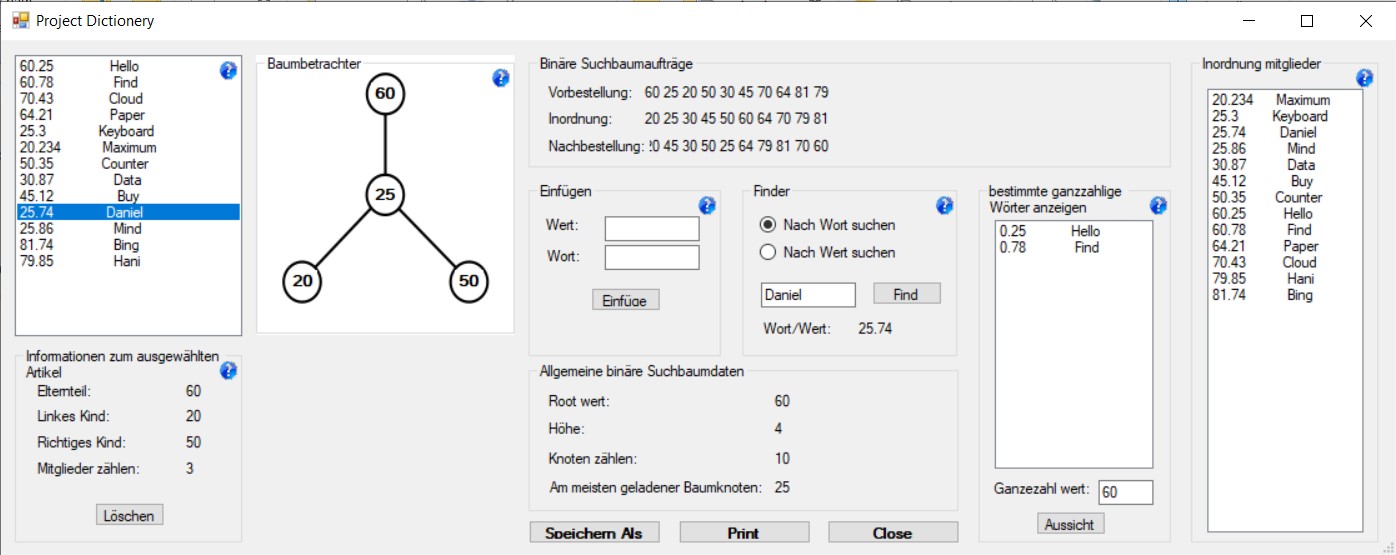 Project Dictionery
60.25 Hello
60.78 Find
70.43 Cloud
64.21 Paper
25.3 Keyboard
20.234 Maximum
50.35 Counter
30.87 Data
45.12 Buy
25.74 Daniel
25.86 Mind
81.74 Bing
79.85 Hani
Informationen zum ausgewählten
Artikel
Elternteil: 60
Linkes Kind: 20
Richtiges Kind: 50
Mitglieder zählen: 3
Löschen
Baumbetrachter
60
25
20 50
Binäre Suchbaumaufträge
Vorbestellung: 60 25 20 50 30 45 70 64 81 79
Inordnung: 20 25 30 45 50 60 64 70 79 81
Nachbestellung: 20 45 30 50 25 64 79 81 70 60
Einfügen
Wert:
Wort:
Einfüge
Finder
Nach Wort suchen
Nach Wert suchen
Daniel Find
Wort/Wert: 25.74
Allgemeine binäre Suchbaumdaten
Root wert: 60
Höhe: 4
Knoten zählen: 10
Am meisten geladener Baumknoten: 25
Speichern Als Print Close
bestimmte ganzzahlige
Wörter anzeigen
0.25 Hello
0.78 Find
Ganzezahl wert: 60
Aussicht
Inordnung mitglieder
20.234 Maximum
25.3 Keyboard
25.74 Daniel
25.86 Mind
30.87 Data
45.12 Buy
50.35 Counter
60.25 Hello
60.78 Find
64.21 Paper
70.43 Cloud
79.85 Hani
81.74 Bing